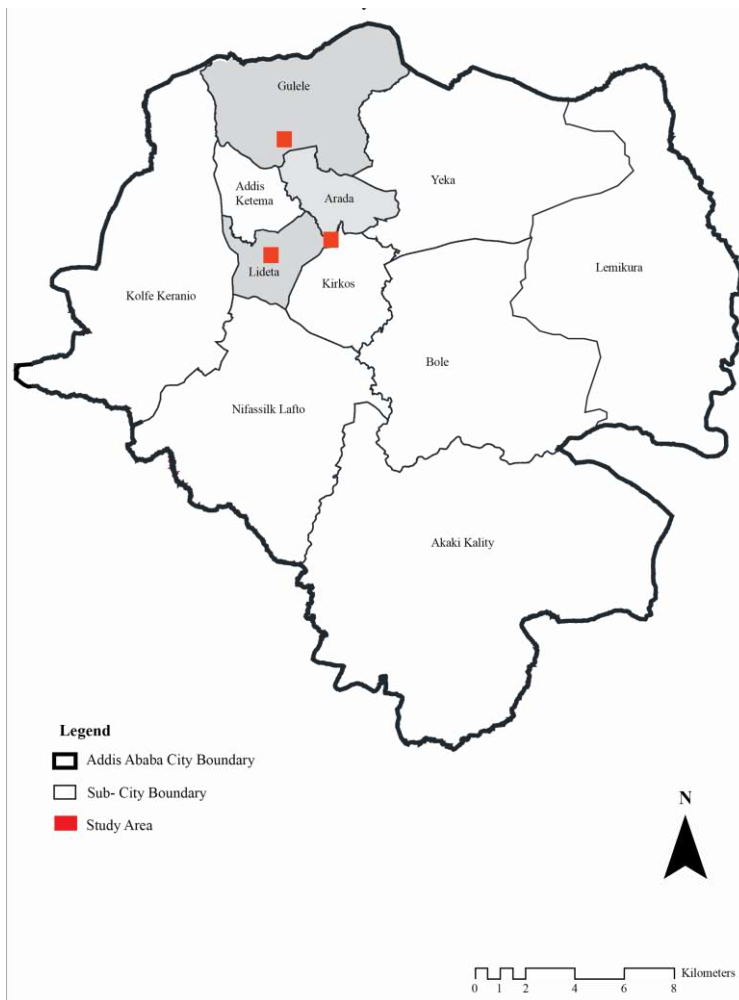 Gulele
Yeka
Addis
Ketema
Arada
Lideta
Kirkos
Lemikura
Kolfe Keranio
Bole
Nifassilk Lafto
Akaki Kality
Legend
Addis Ababa City Boundary
Sub- City Boundary
Study Area
N
Kilometers
0 1 2 4 6 8